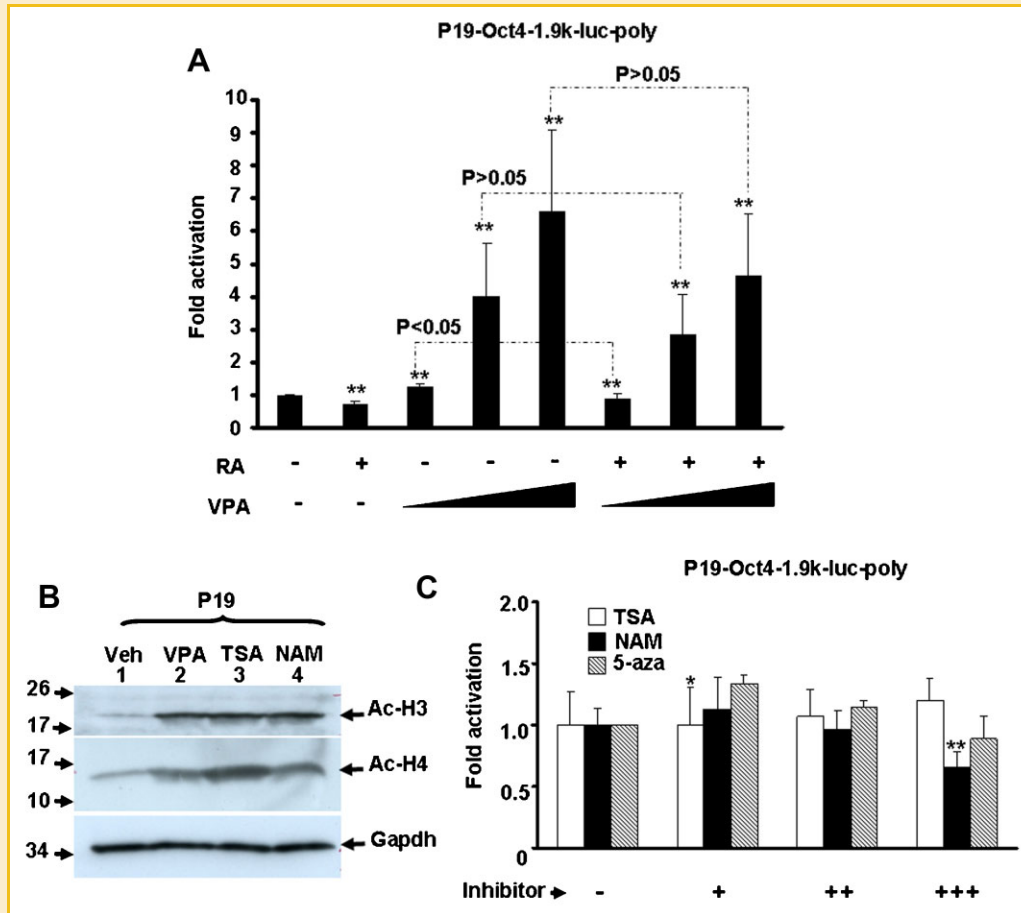 P19-Oct4-1.9k-luc-poly
A
P>0.05
10
9
8
7
6
5
4
3
2
1
0
Fold activation
**
P>0.05
**
**
**
P<0.05
**
**
**
RA - + - - - + + +
VPA - -
B
P19
Veh VPA TSA NAM
1 2 3 4
26
17
Ac-H3
17
10
Ac-H4
34
Gapdh
C
P19-Oct4-1.9k-luc-poly
2.0
1.5
1.0
0.5
0
Fold activation
TSA
NAM
5-aza
*
**
Inhibitor - + ++ +++